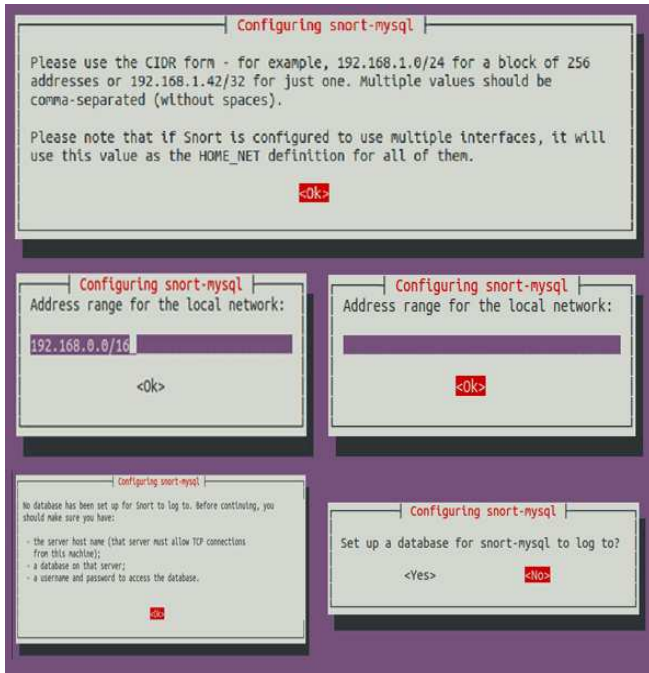 Configuring snort-mysql
Please use the CIDR form - for example, 192.168.1.0/24 for a block of 256
addresses or 192.168.1.42/32 for just one. Multiple values should be
comma-separated (without spaces).
Please note that if Snort is configured to use multiple interfaces, it will
use this value as the HOME_NET definition for all of them.
<Ok>
Configuring snort-mysql
Address range for the local network:
192.168.0.0/16
<Ok>
Configuring snort-mysql
Address range for the local network:
<Ok>
Configuring snort-mysql
No database has been set up for Snort to log to. Before continuing, you
should make sure you have:
- the server host name (that server must allow TCP connections
from this machine);
- a database on that server;
- a username and password to access the database.
<Ok>
Configuring snort-mysql
Set up a database for snort-mysql to log to?
<Yes> <No>